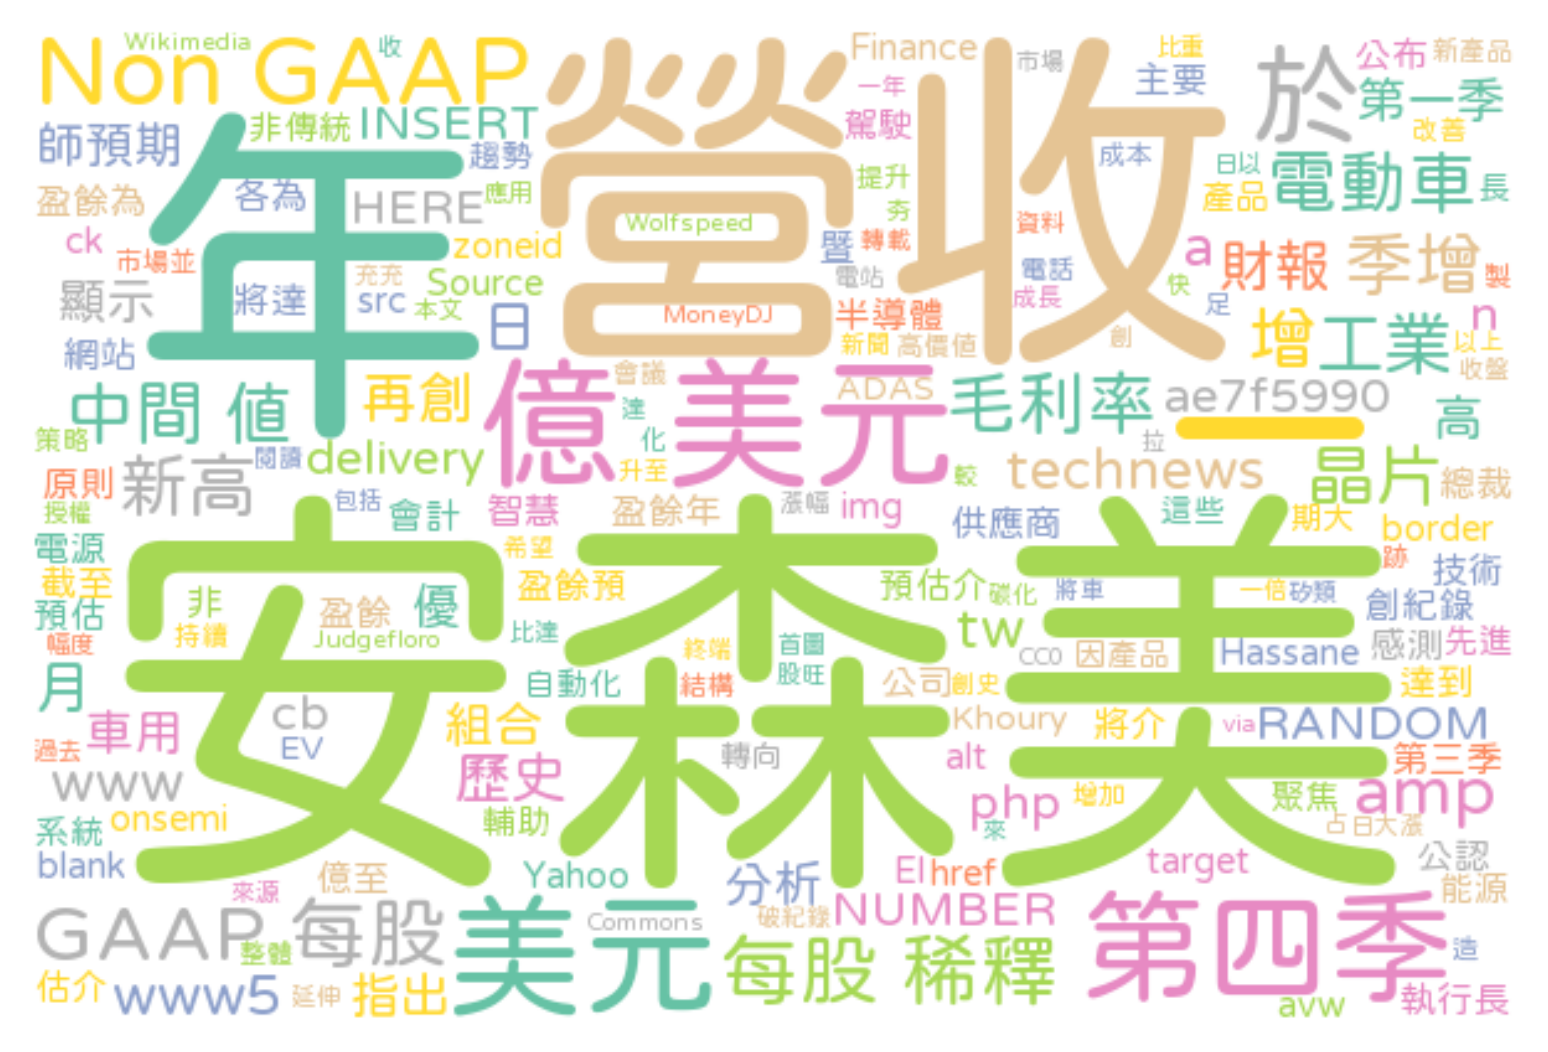 Wikimedia 收 Finance 市場 比重 新產品
Non GAAP 營收 一年 主要 於 公布
非傳統 INSERT 駕駛 第一季
師預期 年 趨勢 成本 改善
各為 HERE 應用 提升 日以 電動車 長
盈餘為 Wolfspeed 夯 產品
ck zoneid 暨 轉載 資料 a 財報 季增
市場並 充充 Source 電站 電話 快 製
顯示 將達 src 本文 日 MoneyDJ 半導體 成長 足 n
網站 新聞 高價值 創 增 工業 以上
中間 值 再創 億 美元 會議 ADAS 毛利率 ae7f5990 收盤
達 高
策略 閱讀 delivery 化 拉
原則 新高 升至 較 technews 晶片 總裁
授權 包括 會計 智慧 盈餘年 漲幅 img 供應商 這些 期大 border
電源 安森美 希望 跡 技術
截至 盈餘預 預估介 碳化 將車 一倍 矽類
預估 非 盈餘 優 創紀錄
幅度 持續 Judgefloro 比達 終端 首圖 tw CC0 因產品 Hassane 感測 先進
月 自動化 結構 股旺 公司 創史 達到
車用 cb 組合 Khoury 將介 via RANDOM
過去 EV 歷史 轉向 alt 第三季
www php 增加 聚焦 amp
系統 onsemi 輔助 來 占日大漲
blank 億至 Yahoo 分析 El href target 公認
來源 能源
GAAP 每股 美元 Commons 破紀錄 NUMBER 第四季
整體 每股 稀釋 造
估介 www5 延伸 指出 avw 執行長